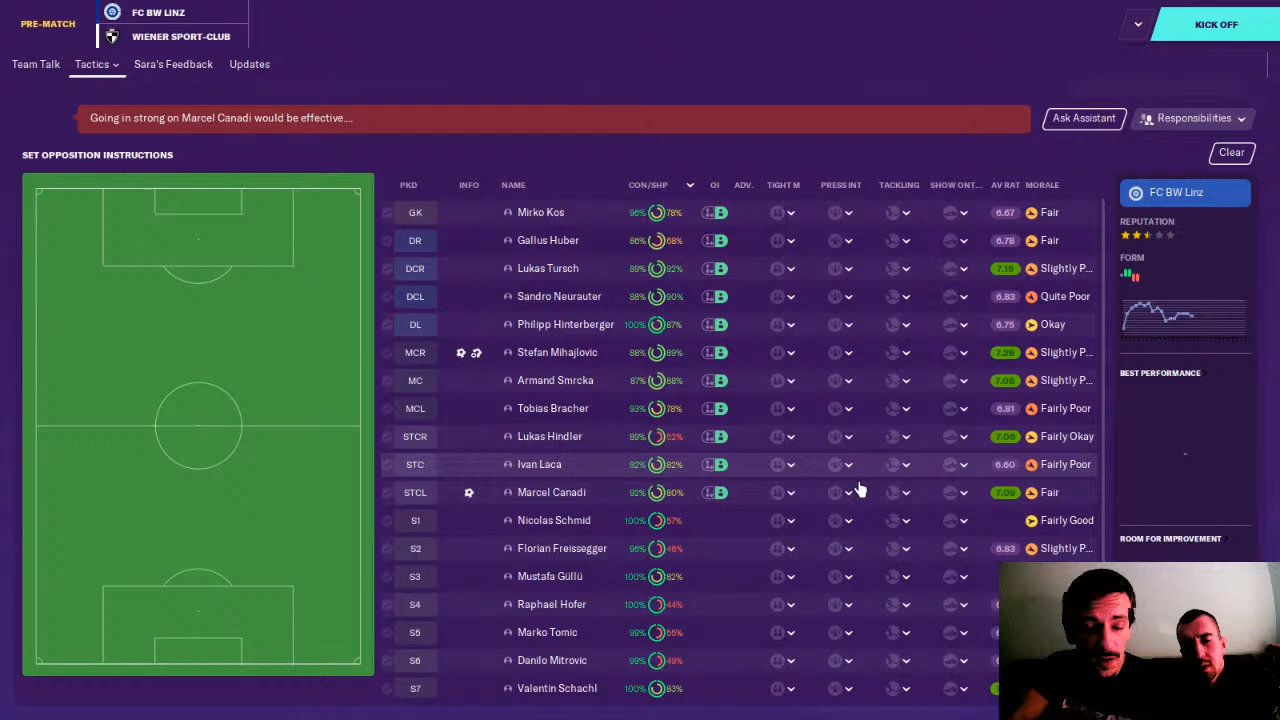 PRE-MATCH
FC BW LINZ
WIENER SPORT-CLUB
KICK OFF
Team Talk Tactics Sara's Feedback Updates
Going in strong on Marcel Canadi would be effective....
Ask Assistant Responsibilities
SET OPPOSITION INSTRUCTIONS
Clear
PKD INFO NAME CON/SHP OI ADV. TIGHT M PRESS INT TACKLING SHOW ONT... AV RAT MORALE
GK Mirko Kos 96% 78% 6.67 Fair
DR Gallus Huber 86% 68% 6.78 Fair
DCR Lukas Tursch 89% 92% 7.16 Slightly P...
DCL Sandro Neurauter 88% 90% 6.83 Quite Poor
DL Philipp Hinterberger 100% 87% 6.75 Okay
MCR Stefan Mihajlovic 88% 89% 7.26 Slightly P...
MC Armand Smrcka 87% 88% 7.08 Slightly P...
MCL Tobias Bracher 93% 78% 6.81 Fairly Poor
STCR Lukas Hindler 89% 52% 7.06 Fairly Okay
STC Ivan Laca 92% 82% 6.60 Fairly Poor
STCL Marcel Canadi 92% 80% 7.09 Fair
S1 Nicolas Schmid 100% 57% Fairly Good
S2 Florian Freissegger 96% 46% 6.83 Slightly P...
S3 Mustafa Güllü 100% 82%
S4 Raphael Hofer 100% 44%
S5 Marko Tomic 99% 55%
S6 Danilo Mitrovic 99% 49%
S7 Valentin Schachl 100% 83%
FC BW Linz
REPUTATION
FORM
BEST PERFORMANCE
-
ROOM FOR IMPROVEMENT